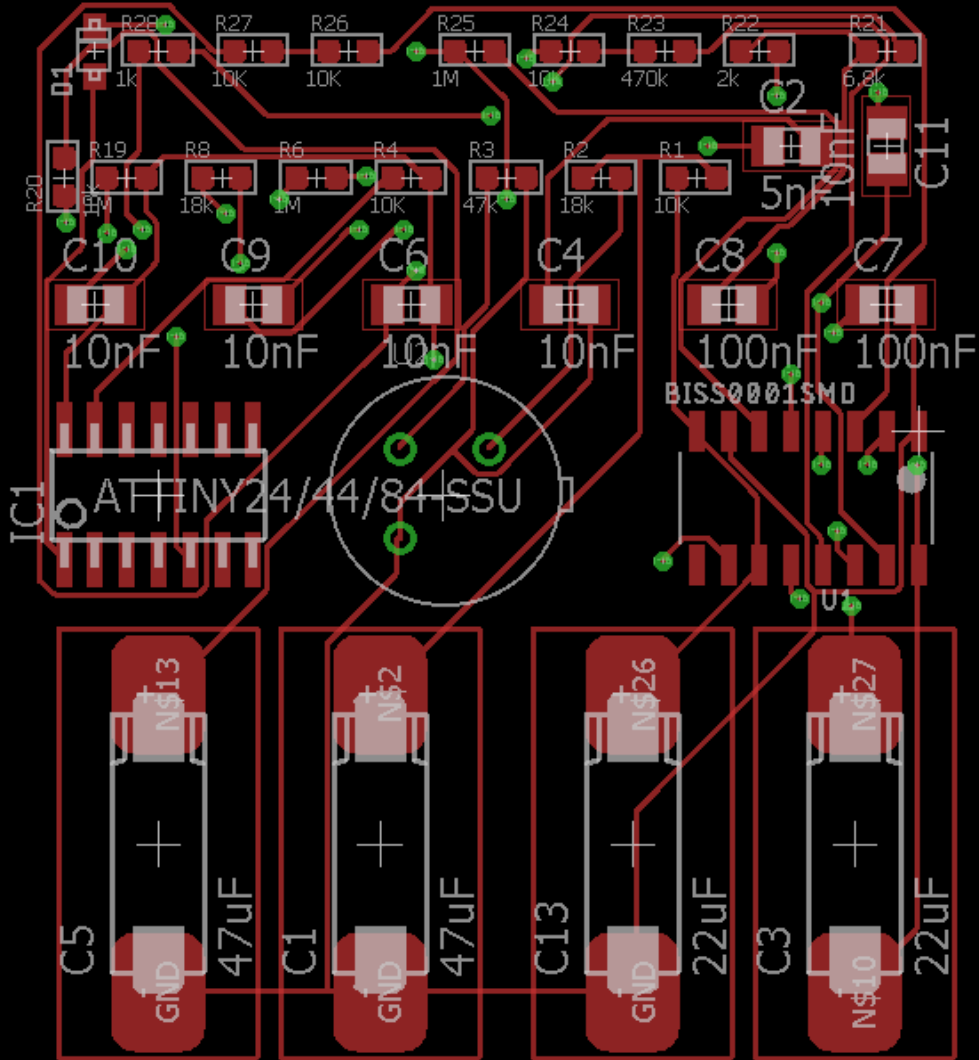 R28 R27 R26 R25 R24 R23 R22 R21
D1
1k 10K 10K 1M 10k 470k 2k 6.8k
C2
10nF
C11
5nF
R19 R8 R6 R4 R3 R2 R1
R20
1M 18k 1M 10K 47k 18k 10K
C10 C9 C6 C4 C8 C7
10nF 10nF 10nF 10nF 100nF 100nF
BISS0001SMD
IC1
ATTINY24/44/84-SSU
U1
N$13 N$2 N$26 N$27
C5 47uF C1 47uF C13 22uF C3 22uF
GND GND GND N$10